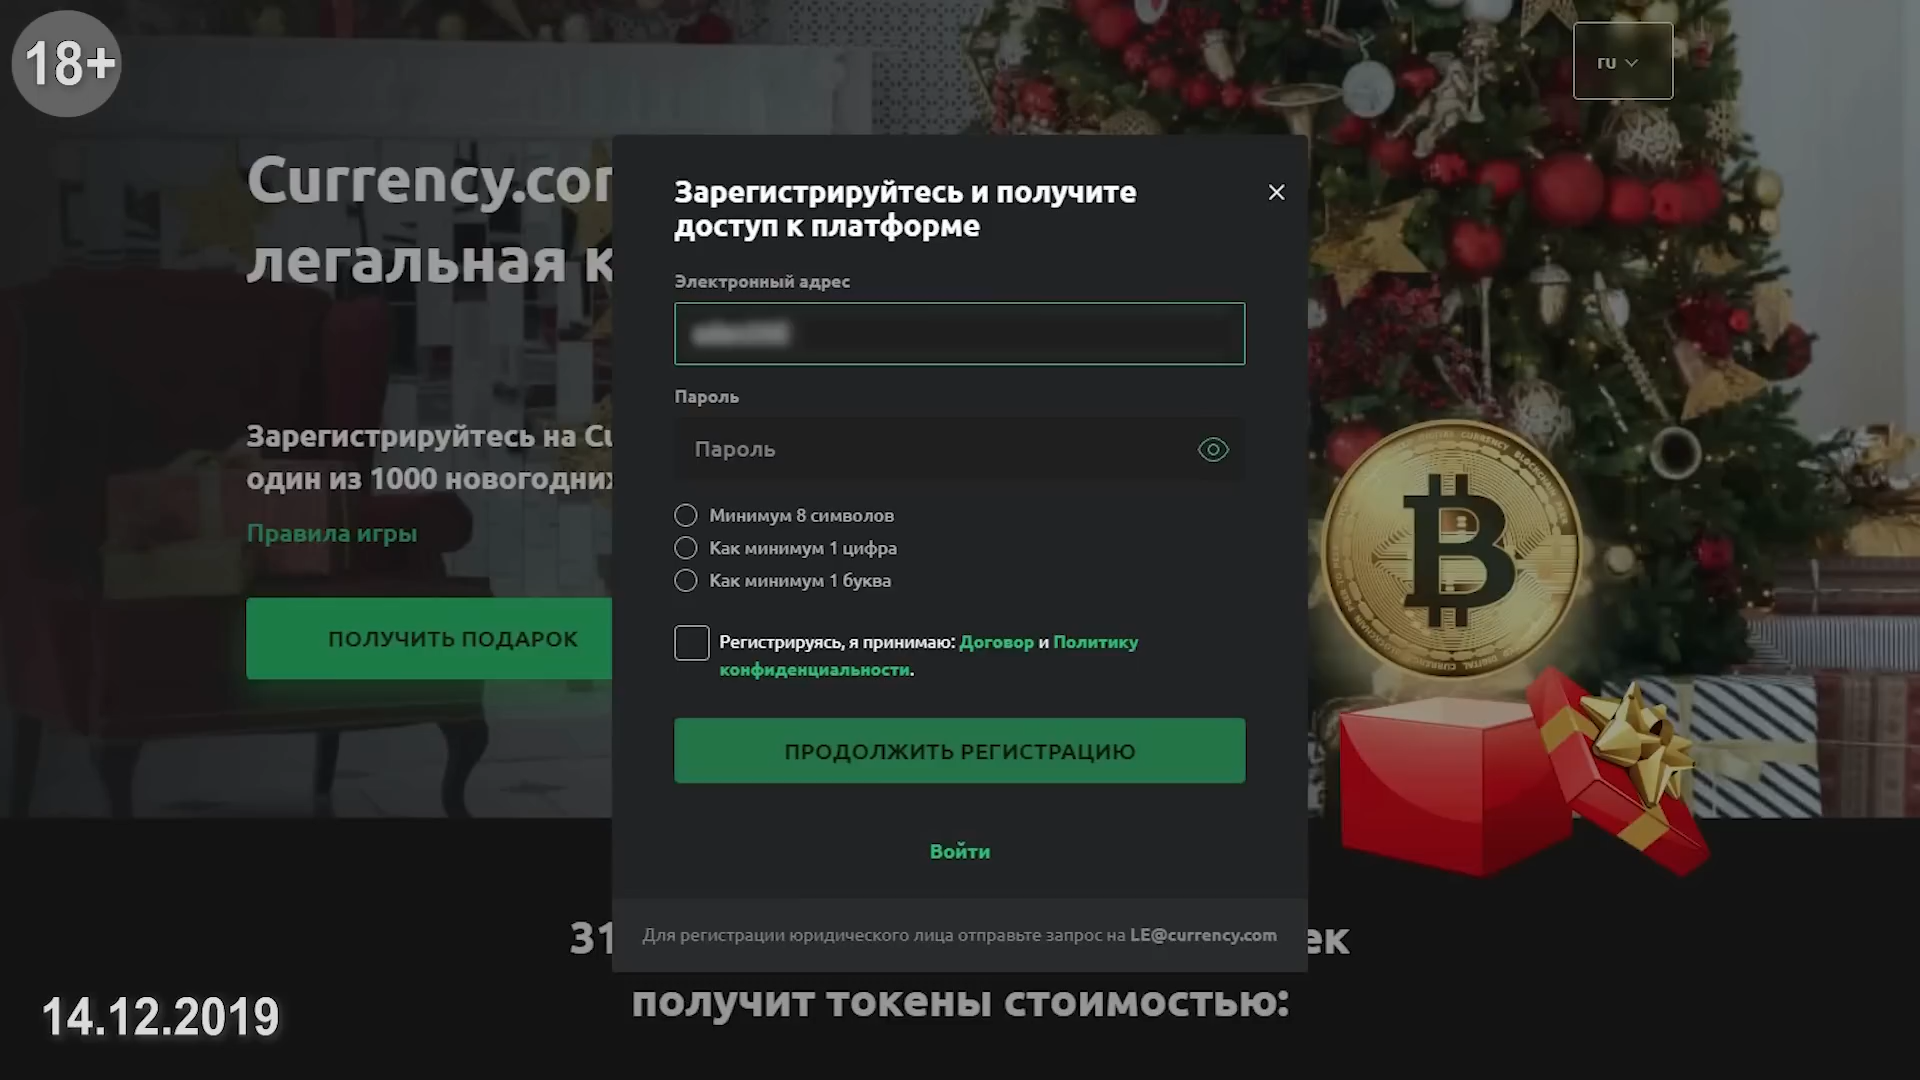 18+
ru
Currency.com
легальная к
Зарегистрируйтесь на Cu
один из 1000 новогодних
Правила игры
ПОЛУЧИТЬ ПОДАРОК
Зарегистрируйтесь и получите
доступ к платформе
Электронный адрес
Пароль
Пароль
Минимум 8 символов
Как минимум 1 цифра
Как минимум 1 буква
Регистрируясь, я принимаю: Договор и Политику
конфиденциальности.
ПРОДОЛЖИТЬ РЕГИСТРАЦИЮ
Войти
Для регистрации юридического лица отправьте запрос на LE@currency.com
31
ек
получит токены стоимостью:
14.12.2019